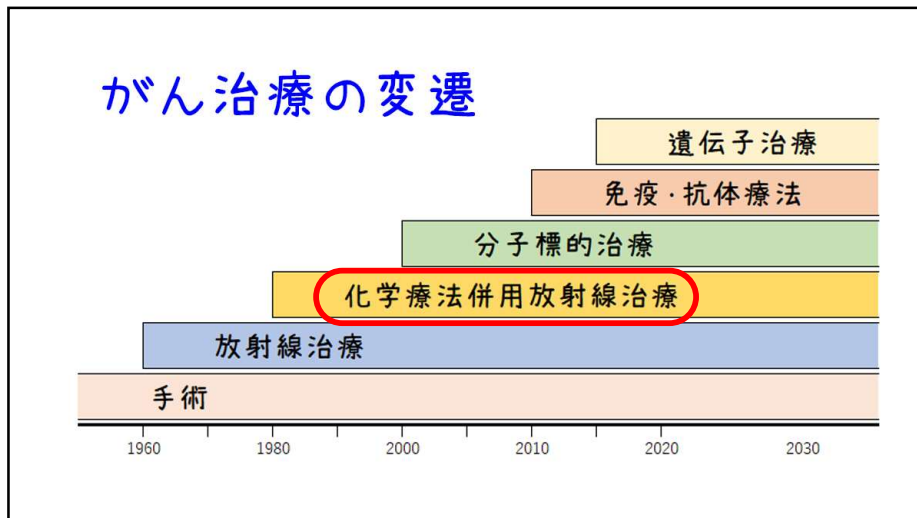 がん治療の変遷
遺伝子治療
免疫・抗体療法
分子標的治療
化学療法併用放射線治療
放射線治療
手術
1960 1980 2000 2010 2020 2030